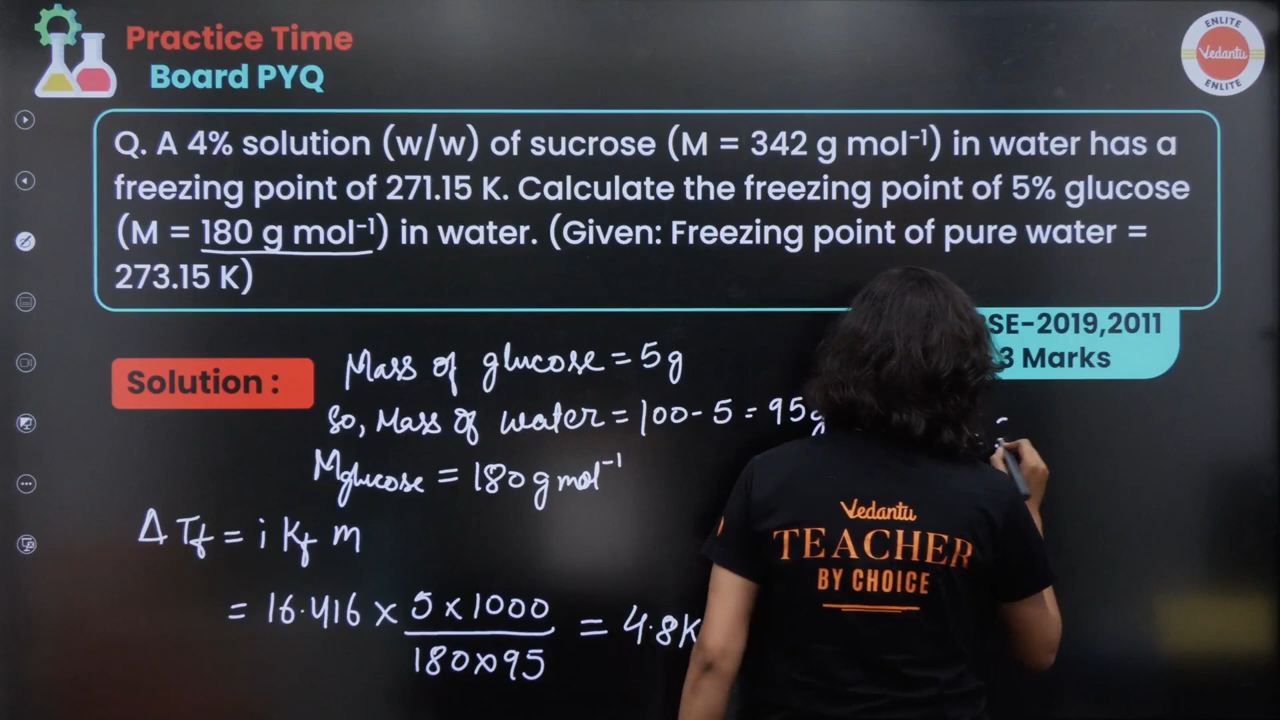 Practice Time
Board PYQ
ENLITE
Vedantu
ENLITE
Q. A 4% solution (w/w) of sucrose (M = 342 g mol⁻¹) in water has a
freezing point of 271.15 K. Calculate the freezing point of 5% glucose
(M = 180 g mol⁻¹) in water. (Given: Freezing point of pure water =
273.15 K)
SE-2019,2011
3 Marks
Solution :
Mass of glucose = 5g
So, Mass of water = 100 - 5 = 95g
Mglucose = 180 g mol⁻¹
Δ Tf = i Kf m
= 16.416 × 5 × 1000 / 180×95 = 4.8K
Vedantu
TEACHER
BY CHOICE